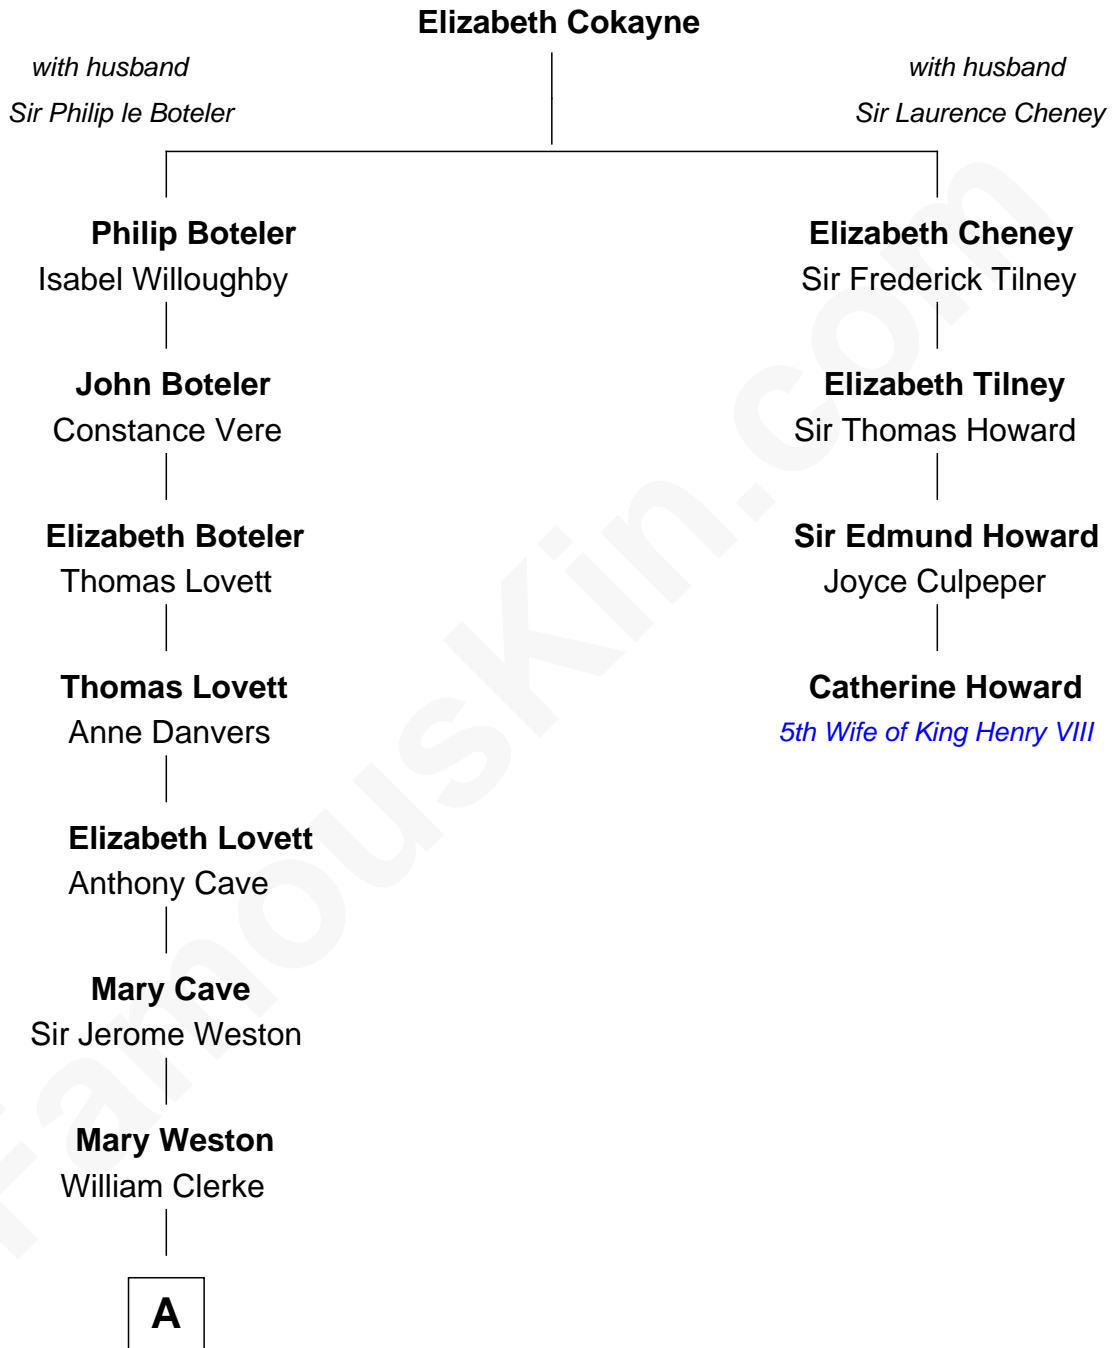 Elizabeth Cokayne
with husband
Sir Philip le Boteler
with husband
Sir Laurence Cheney
Philip Boteler
Isabel Willoughby
Elizabeth Cheney
Sir Frederick Tilney
John Boteler
Constance Vere
Elizabeth Tilney
Sir Thomas Howard
Elizabeth Boteler
Thomas Lovett
Sir Edmund Howard
Joyce Culpeper
Thomas Lovett
Anne Danvers
Catherine Howard
5th Wife of King Henry VIII
Elizabeth Lovett
Anthony Cave
Mary Cave
Sir Jerome Weston
Mary Weston
William Clerke
A
FamousKin.com